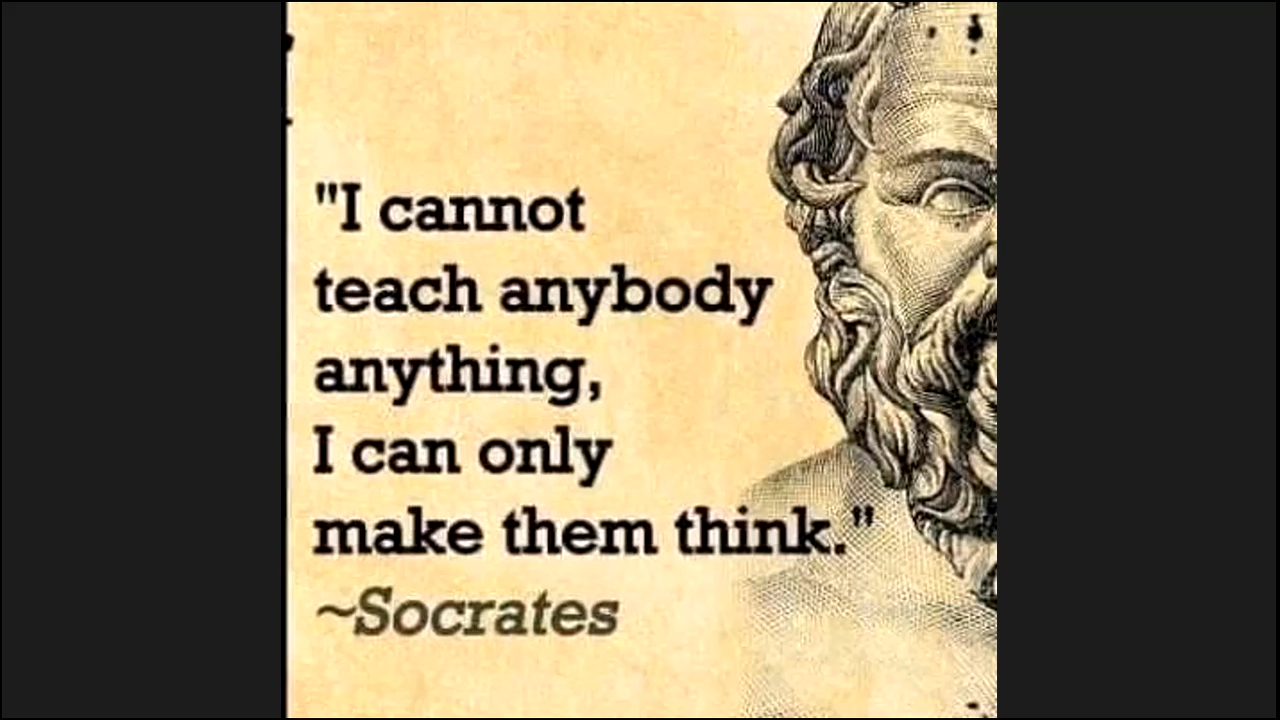 "I cannot
teach anybody
anything,
I can only
make them think."
~Socrates